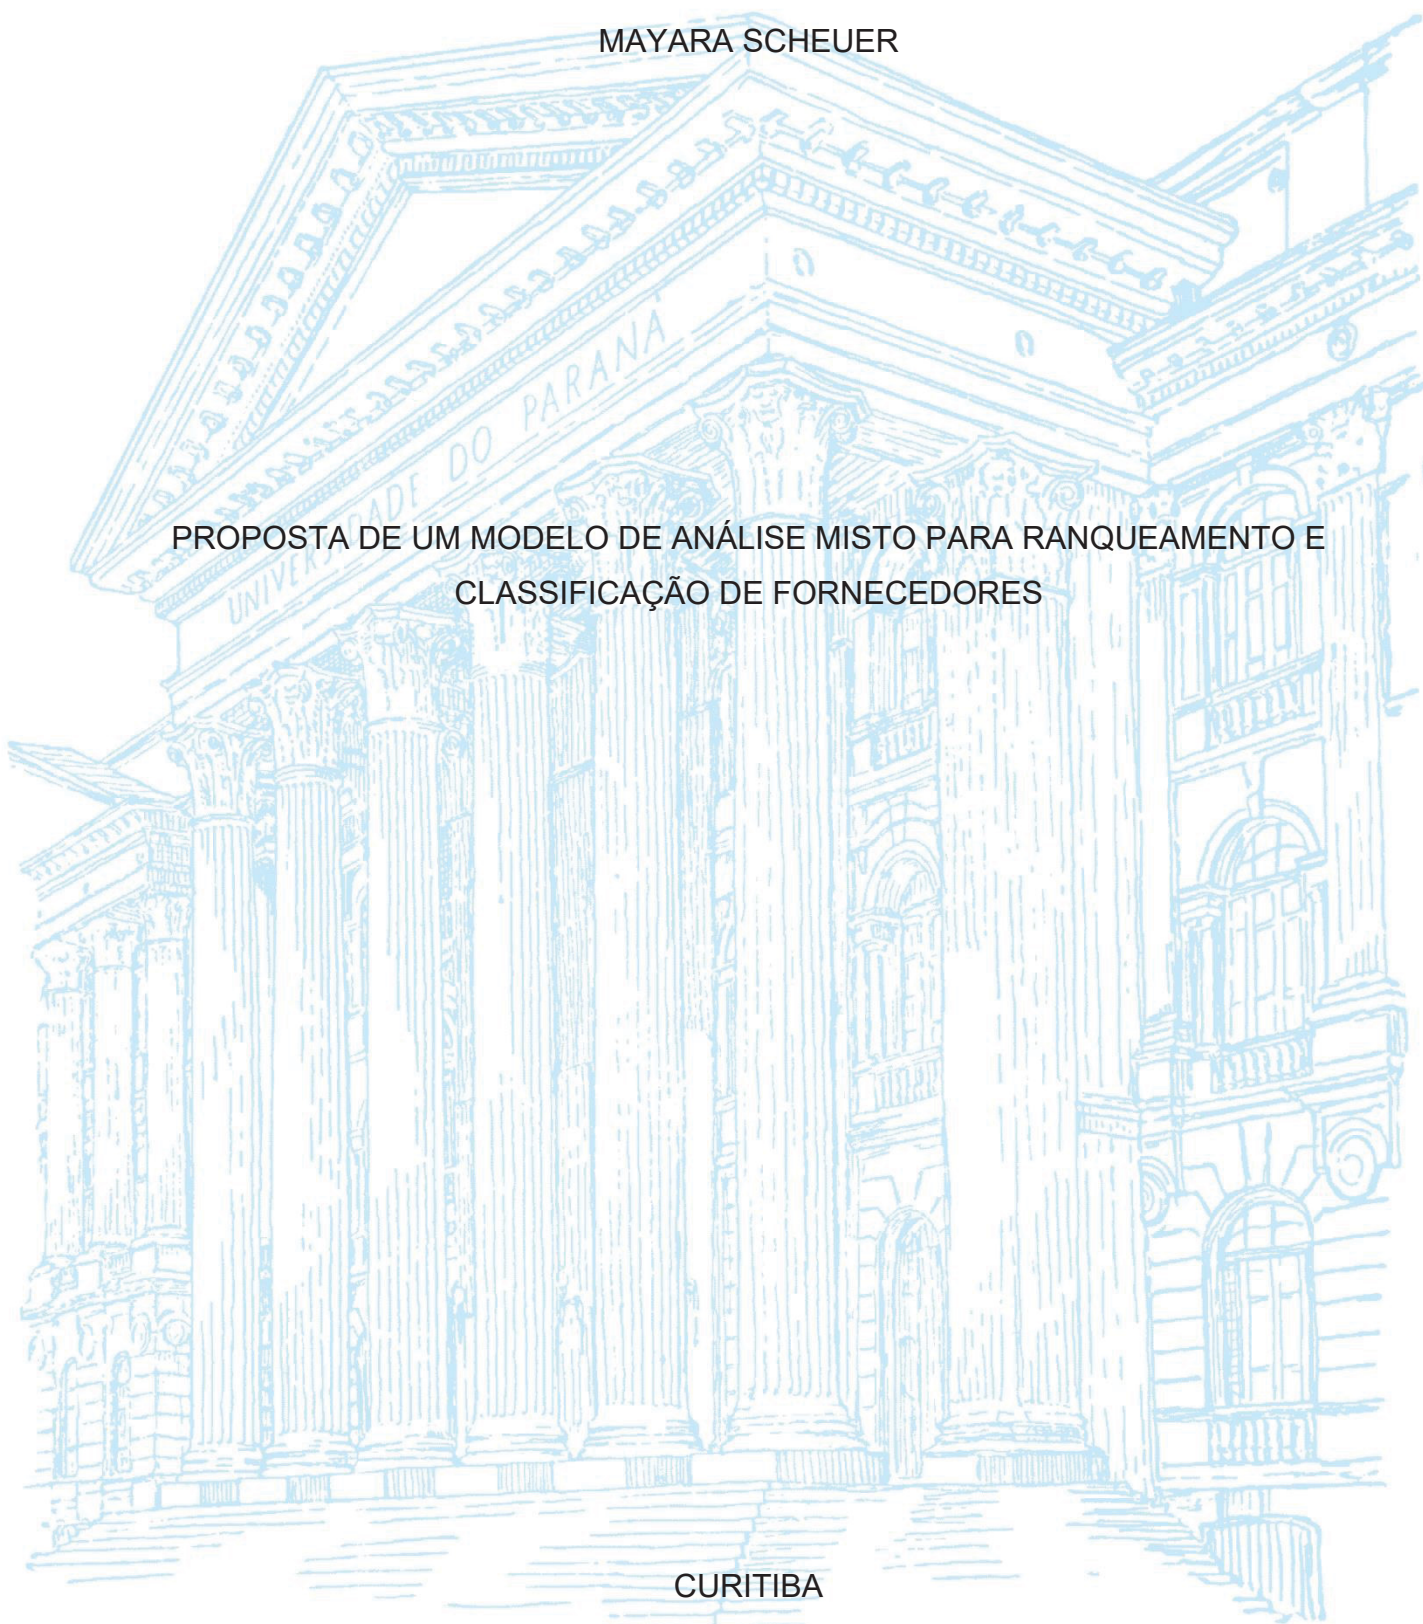 MAYARA SCHEUER
UNIVERSIDADE DO PARANÁ
PROPOSTA DE UM MODELO DE ANÁLISE MISTO PARA RANQUEAMENTO E
CLASSIFICAÇÃO DE FORNECEDORES
CURITIBA